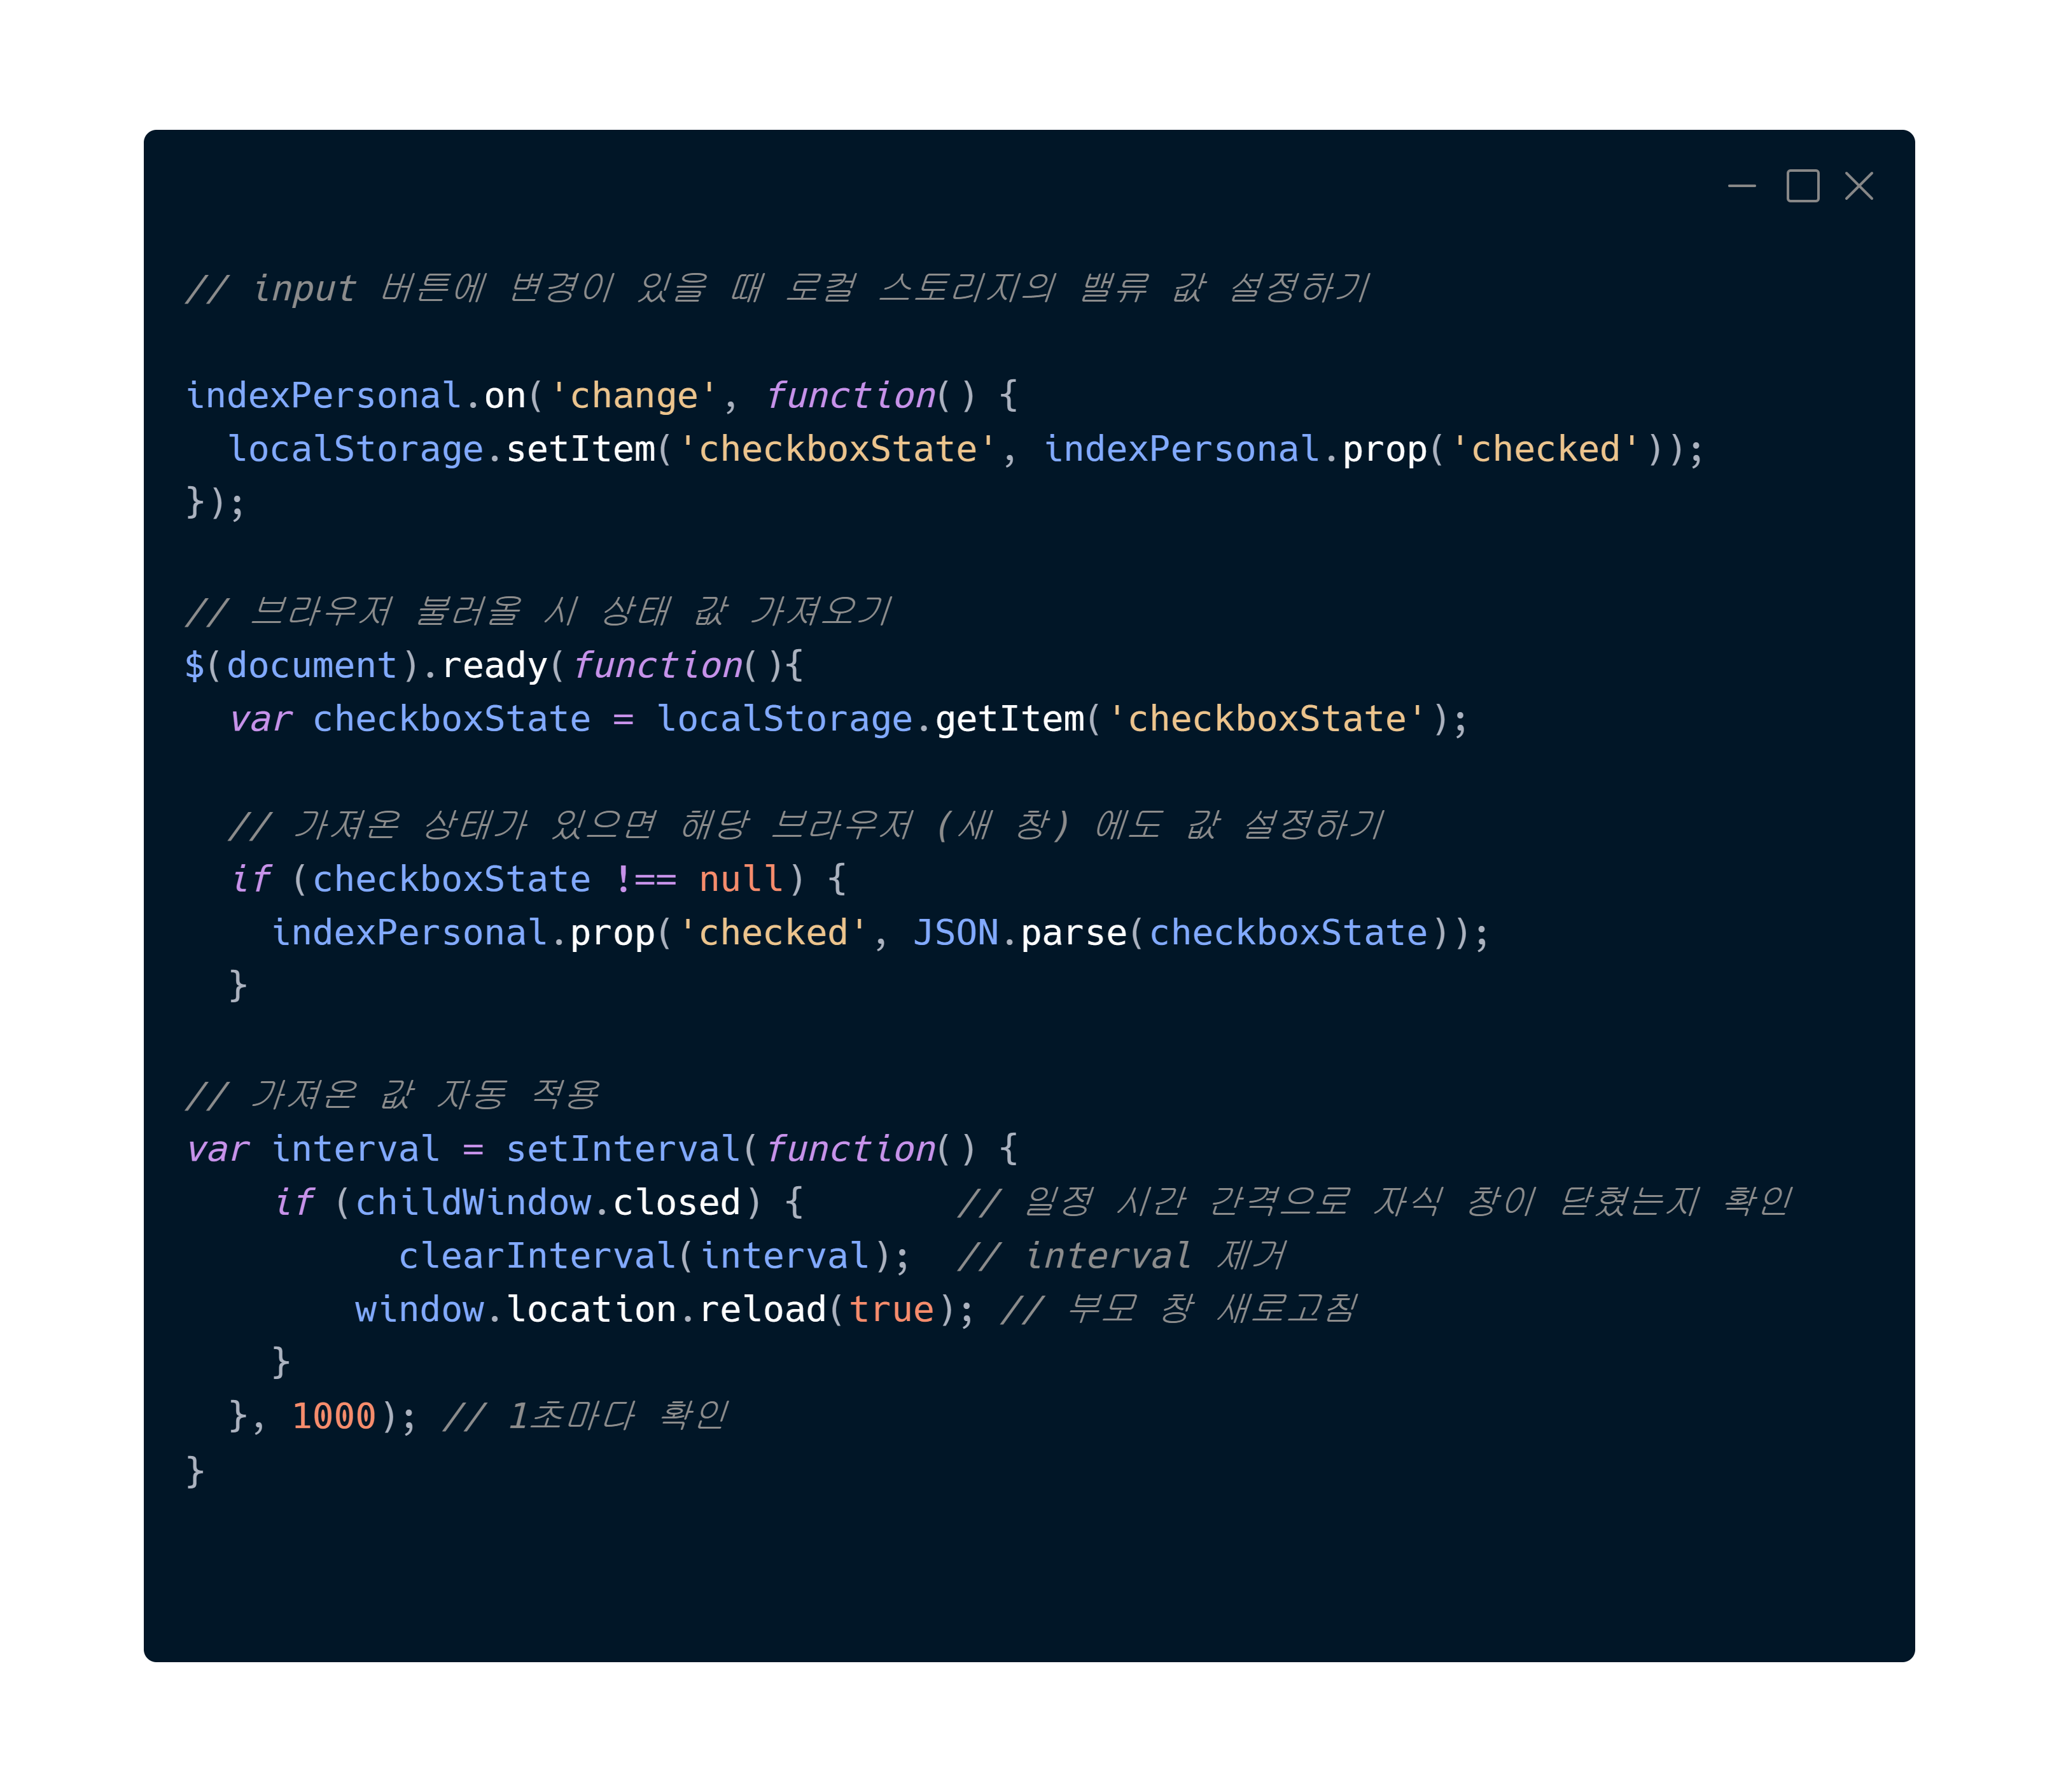 // input 버튼에 변경이 있을 때 로컬 스토리지의 밸류 값 설정하기
indexPersonal.on('change', function() {
  localStorage.setItem('checkboxState', indexPersonal.prop('checked'));
});
// 브라우저 불러올 시 상태 값 가져오기
$(document).ready(function(){
  var checkboxState = localStorage.getItem('checkboxState');
  // 가져온 상태가 있으면 해당 브라우저 (새 창) 에도 값 설정하기
  if (checkboxState !== null) {
    indexPersonal.prop('checked', JSON.parse(checkboxState));
  }
// 가져온 값 자동 적용
var interval = setInterval(function() {
    if (childWindow.closed) {       // 일정 시간 간격으로 자식 창이 닫혔는지 확인
          clearInterval(interval);  // interval 제거
        window.location.reload(true); // 부모 창 새로고침
    }
  }, 1000); // 1초마다 확인
}